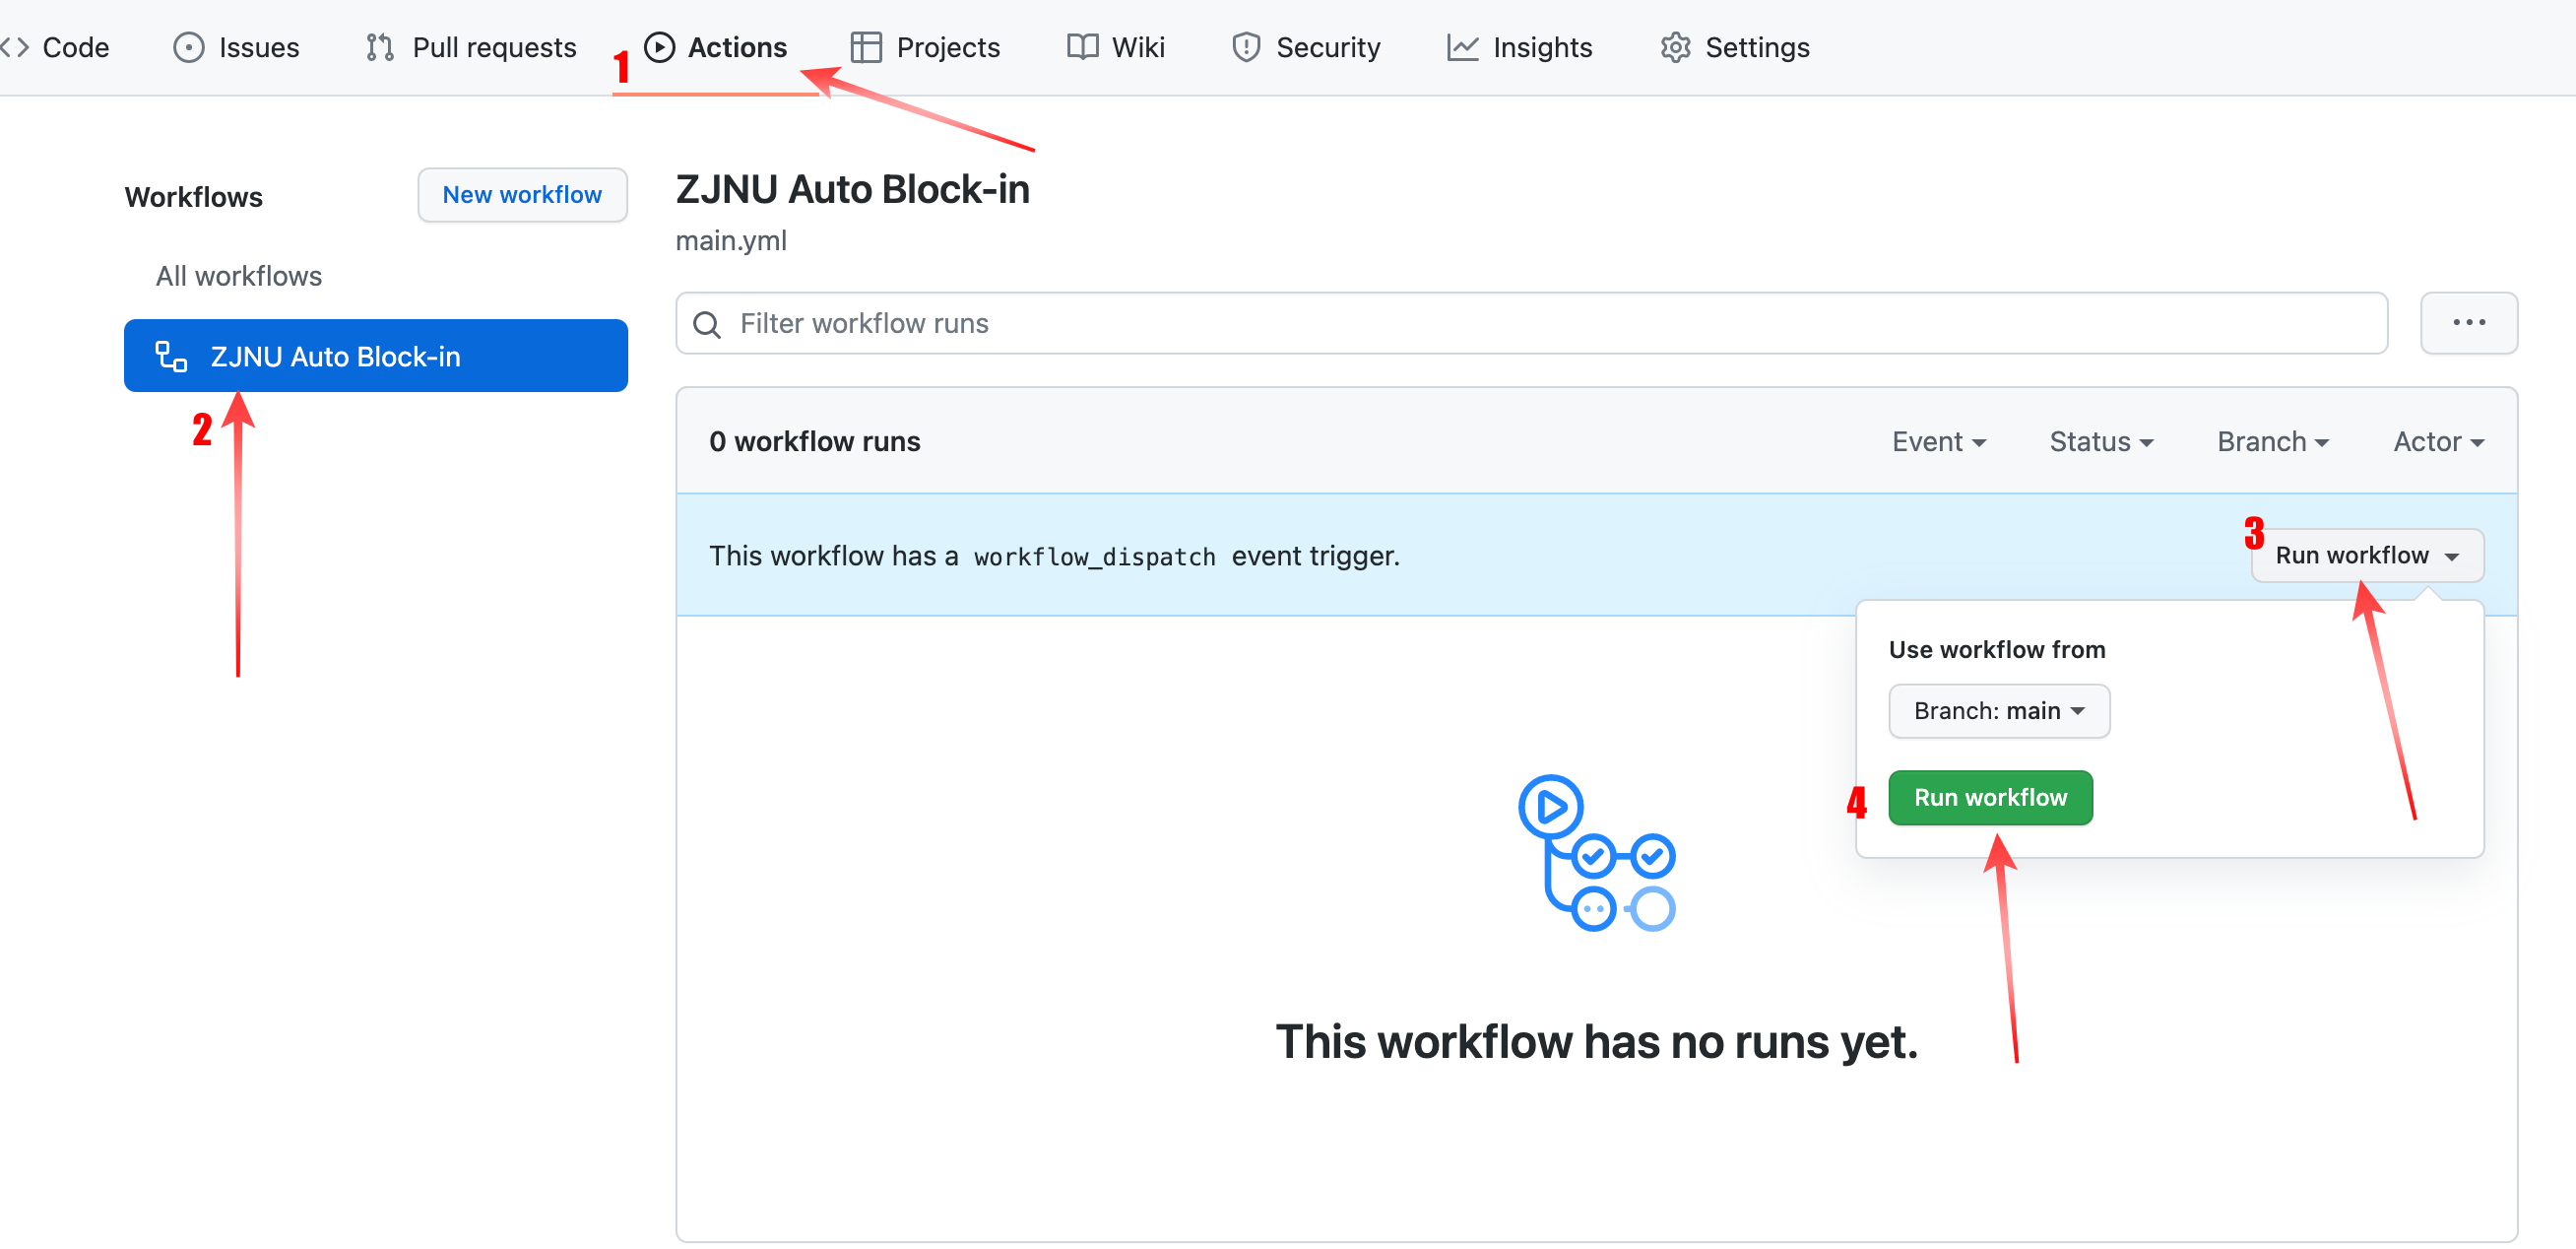 Code Issues Pull requests Actions Projects Wiki Security Insights Settings
1
Workflows New workflow
All workflows
ZJNU Auto Block-in
2
ZJNU Auto Block-in
main.yml
Filter workflow runs ...
0 workflow runs Event Status Branch Actor
This workflow has a workflow_dispatch event trigger.
3
Run workflow
Use workflow from
Branch: main
4
Run workflow
This workflow has no runs yet.